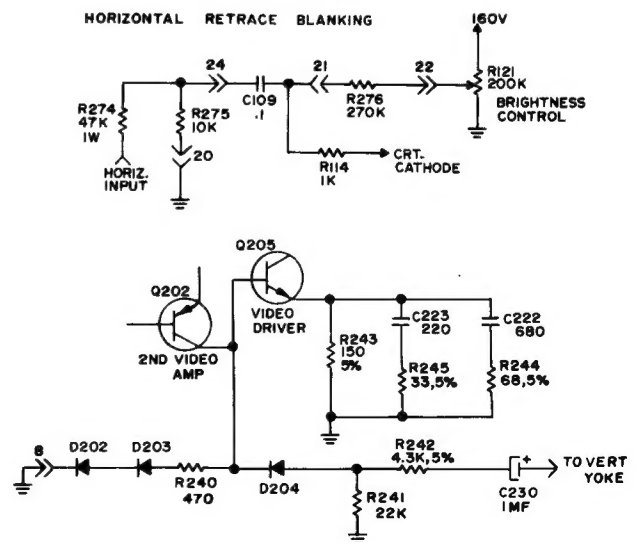 HORIZONTAL RETRACE BLANKING
160V
24
21
22
C109
.1
R276
270K
R121
200K
BRIGHTNESS
CONTROL
R274
47K
1W
R275
10K
20
HORIZ.
INPUT
R114
1K
CRT-
CATHODE
Q205
Q202
VIDEO
DRIVER
2ND VIDEO
AMP
R243
150
5%
C223
220
C222
680
R245
33,5%
R244
68,5%
8
D202
D203
R240
470
D204
R242
4.3K,5%
R241
22K
+
C230
1MF
TO VERT
YOKE